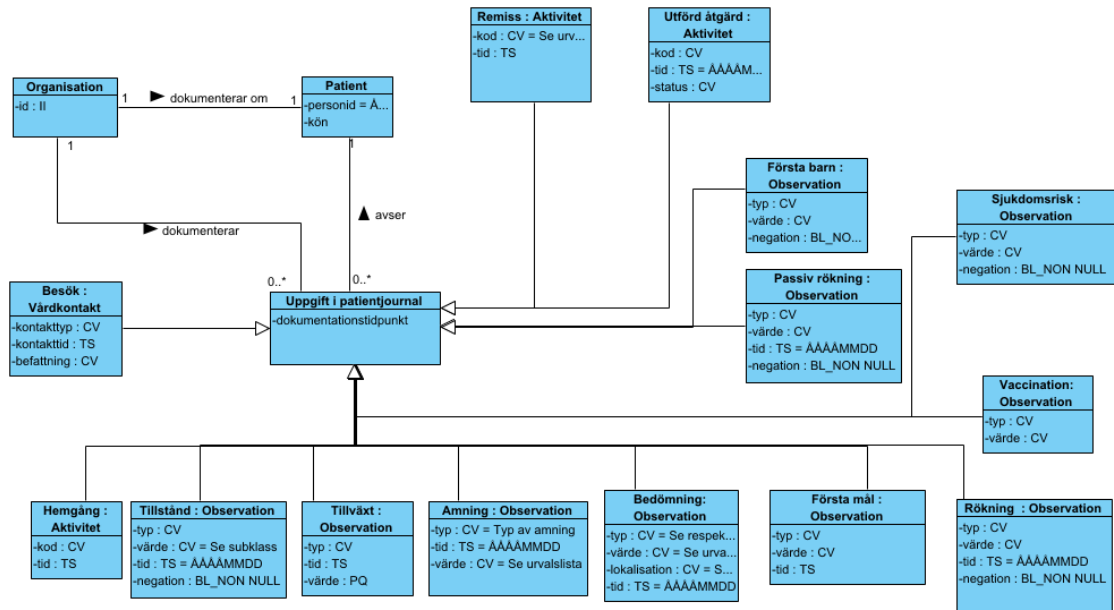 Remiss : Aktivitet
-kod : CV = Se urv...
-tid : TS
Utförd åtgärd :
Aktivitet
-kod : CV
-tid : TS = ÅÅÅÅM...
-status : CV
Organisation
-id : II
1
dokumenterar om
1
Patient
-personid = Å...
-kön
1
1
avser
dokumenterar
0..*
0..*
Första barn :
Observation
-typ : CV
-värde : CV
-negation : BL_NO...
Sjukdomsrisk :
Observation
-typ : CV
-värde : CV
-negation : BL_NON NULL
Besök :
Vårdkontakt
-kontakttyp : CV
-kontakttid : TS
-befattning : CV
Uppgift i patientjournal
-dokumentationstidpunkt
Passiv rökning :
Observation
-typ : CV
-värde : CV
-tid : TS = ÅÅÅÅMMDD
-negation : BL_NON NULL
Vaccination:
Observation
-typ : CV
-värde : CV
Hemgång :
Aktivitet
-kod : CV
-tid : TS
Tillstånd : Observation
-typ : CV
-värde : CV = Se subklass
-tid : TS = ÅÅÅÅMMDD
-negation : BL_NON NULL
Tillväxt :
Observation
-typ : CV
-tid : TS
-värde : PQ
Amning : Observation
-typ : CV = Typ av amning
-tid : TS = ÅÅÅÅMMDD
-värde : CV = Se urvalslista
Bedömning:
Observation
-typ : CV = Se respek...
-värde : CV = Se urva...
-lokalisation : CV = S...
-tid : TS = ÅÅÅÅMMDD
Första mål :
Observation
-typ : CV
-värde : CV
-tid : TS
Rökning : Observation
-typ : CV
-värde : CV
-tid : TS = ÅÅÅÅMMDD
-negation : BL_NON NULL